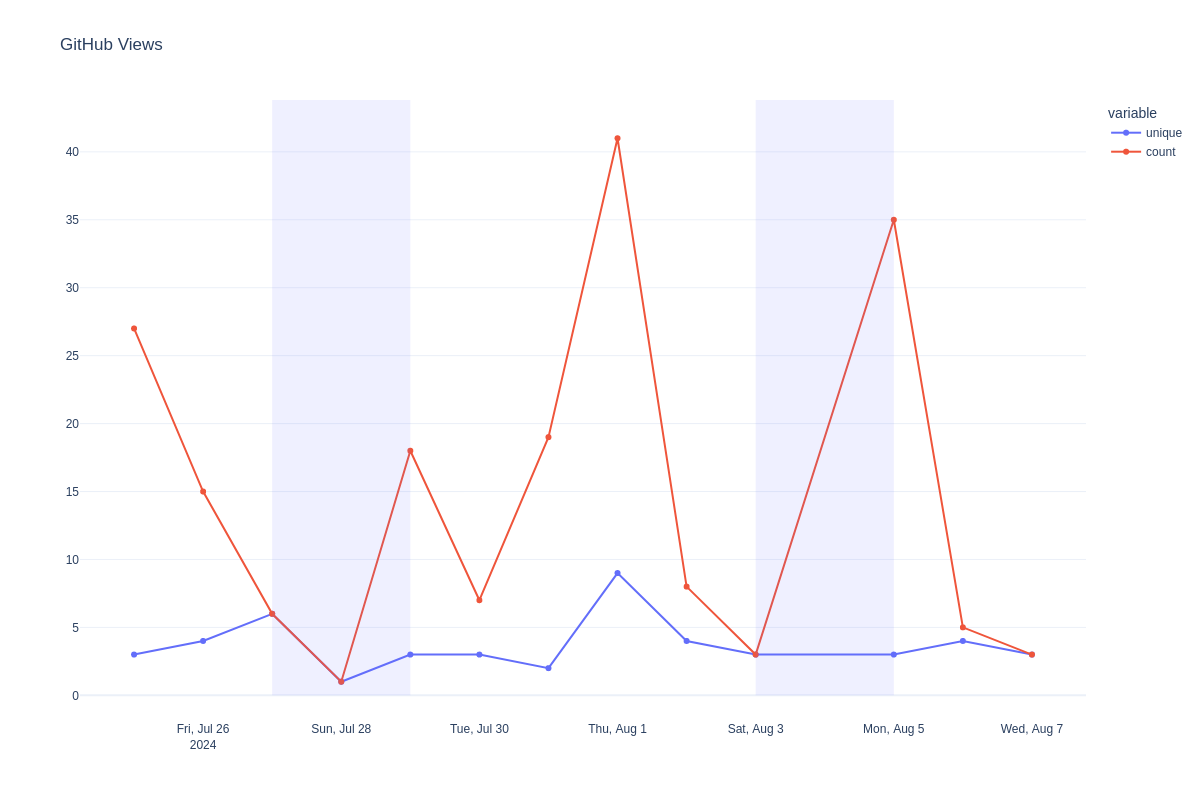 GitHub Views
variable
unique
count
40
35
30
25
20
15
10
5
0
Fri, Jul 26
2024
Sun, Jul 28
Tue, Jul 30
Thu, Aug 1
Sat, Aug 3
Mon, Aug 5
Wed, Aug 7